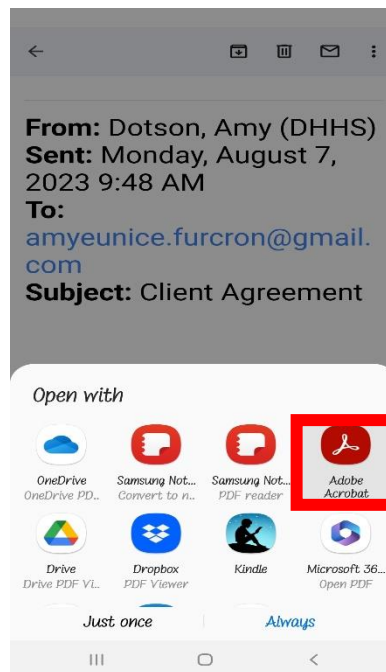 From: Dotson, Amy (DHHS)
Sent: Monday, August 7,
2023 9:48 AM
To:
amyeunice.furcron@gmail.
com
Subject: Client Agreement
Open with
OneDrive
OneDrive PD..
Samsung Not...
Convert to n..
Samsung Not...
PDF reader
Adobe
Acrobat
Drive
Drive PDF Vi..
Dropbox
PDF Viewer
Kindle
Microsoft 36...
Open PDF
Just once
Always